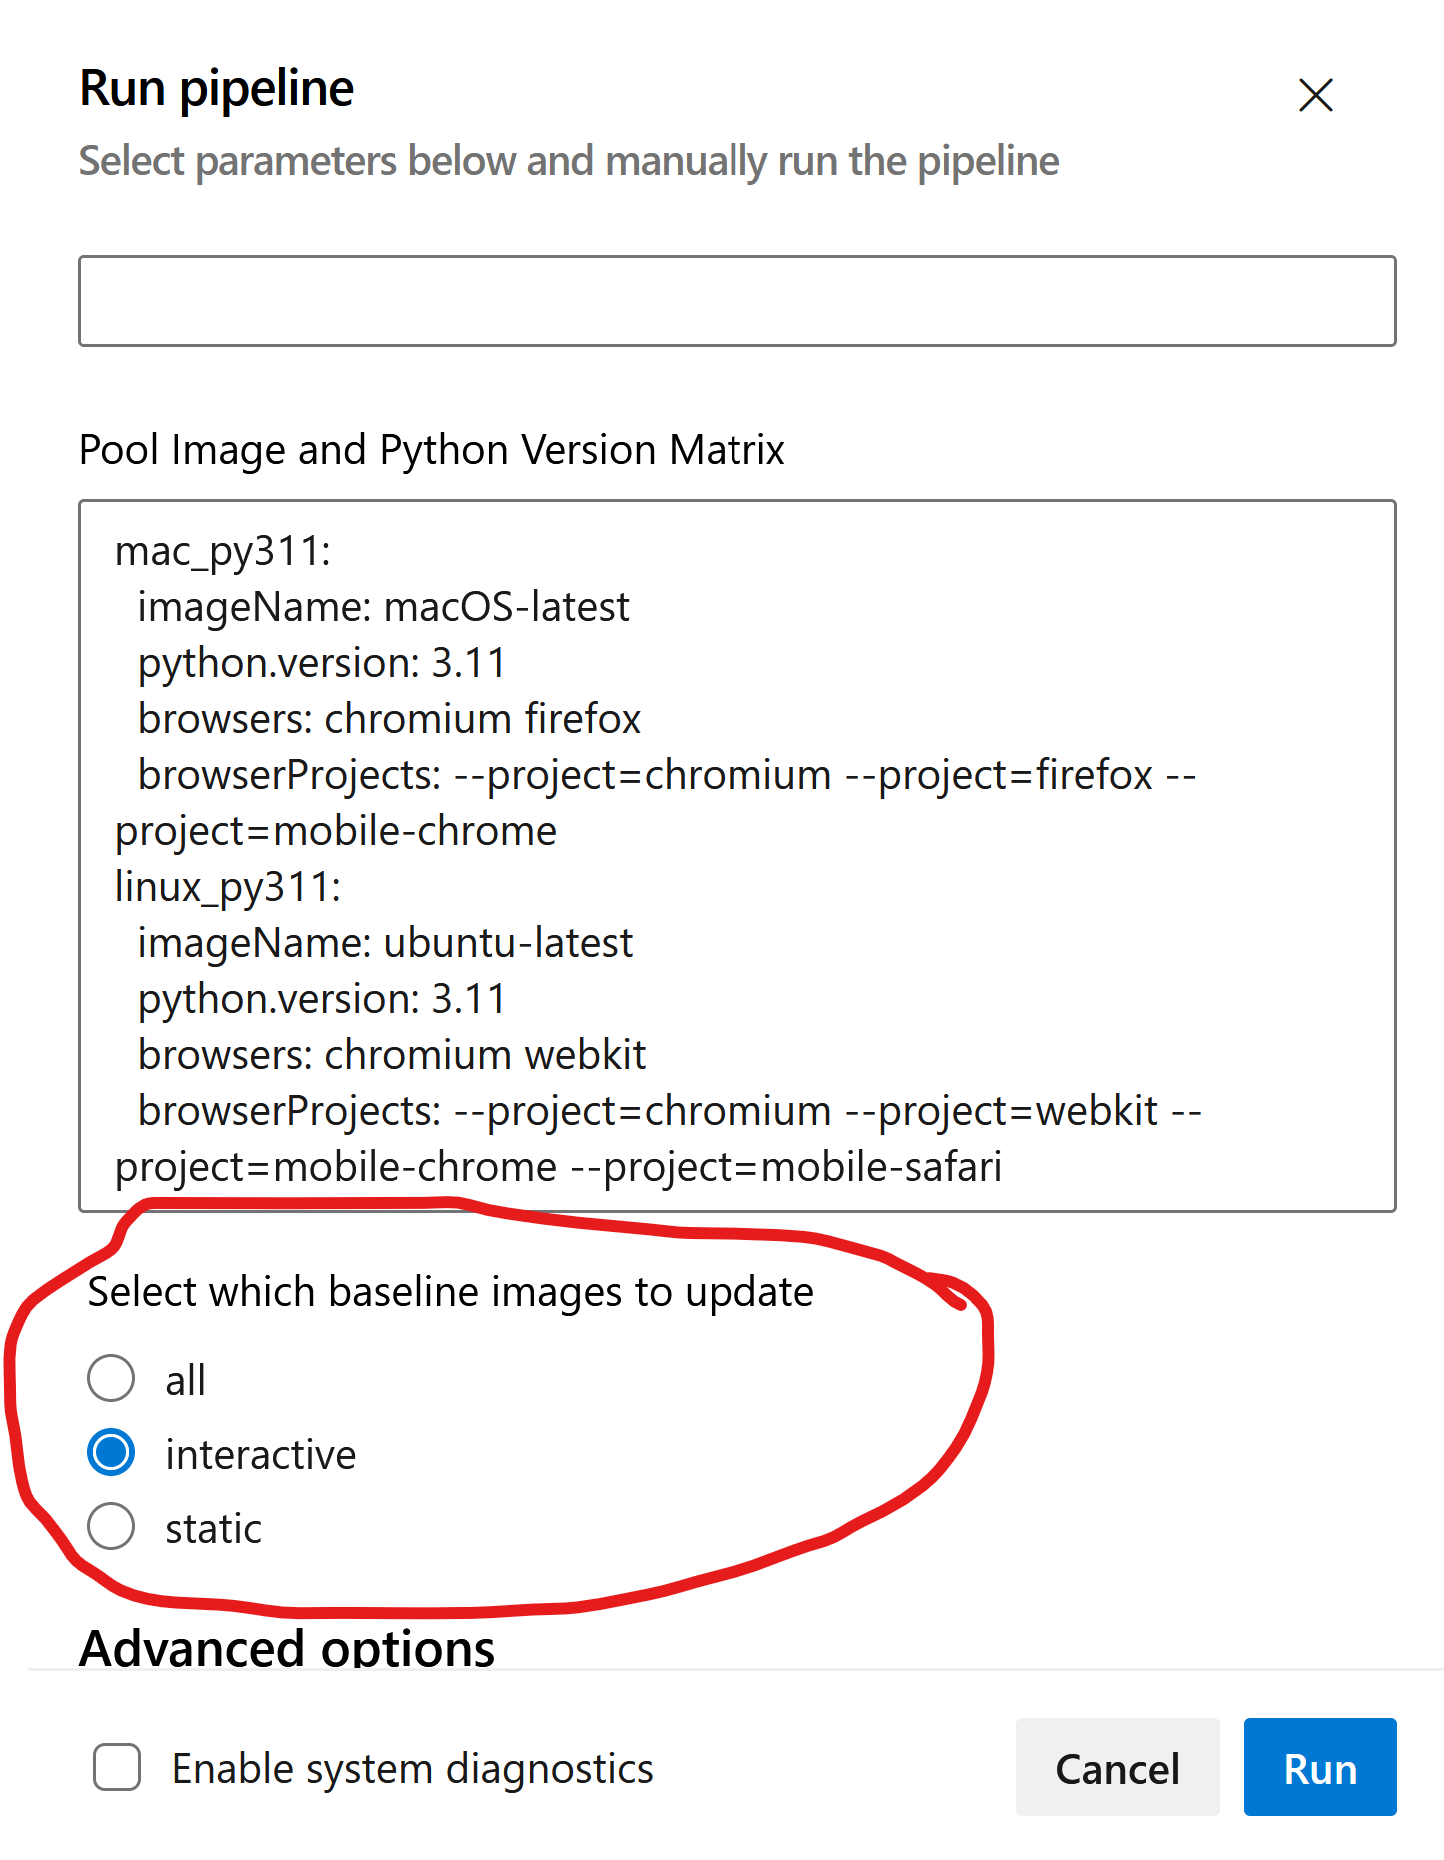 Run pipeline
Select parameters below and manually run the pipeline
Pool Image and Python Version Matrix
mac_py311:
imageName: macOS-latest
python.version: 3.11
browsers: chromium firefox
browserProjects: --project=chromium --project=firefox --
project=mobile-chrome
linux_py311:
imageName: ubuntu-latest
python.version: 3.11
browsers: chromium webkit
browserProjects: --project=chromium --project=webkit --
project=mobile-chrome --project=mobile-safari
Select which baseline images to update
all
interactive
static
Advanced options
Enable system diagnostics
Cancel
Run